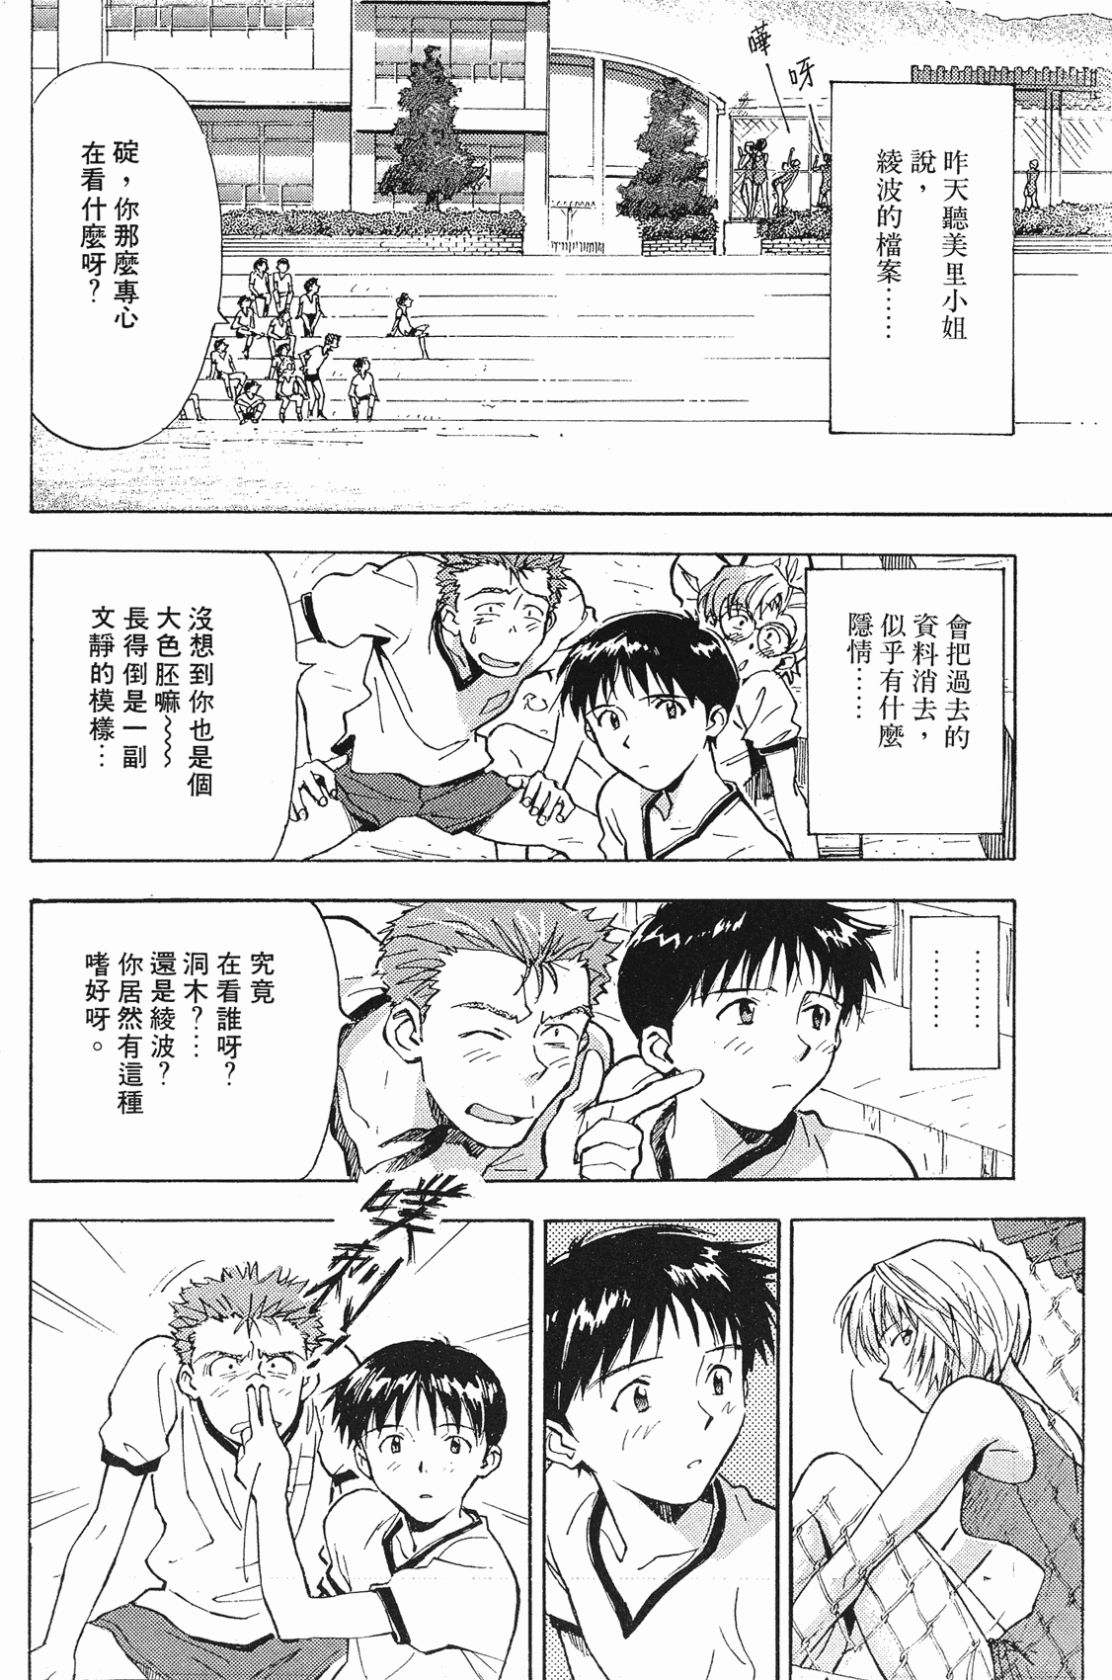 昨天聽美里小姐
說，
綾波的檔案……
嘩
呀
碇，你那麼專心
在看什麼呀？
會把過去的
資料消去，
似乎有什麼
隱情……
沒想到你也是個
大色胚嘛～～
長得倒是一副
文靜的模樣…
………
………
究竟
在看誰呀？
洞木？……
還是綾波？
你居然有這種
嗜好呀。
噗
刺